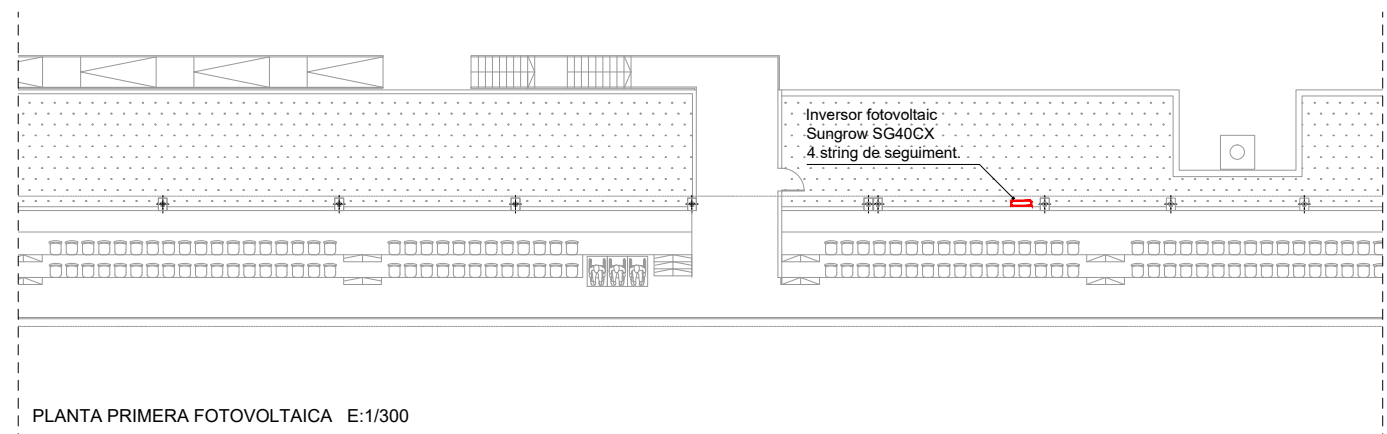 Inversor fotovoltaic
Sungrow SG40CX
4 string de seguiment.
PLANTA PRIMERA FOTOVOLTAICA E:1/300